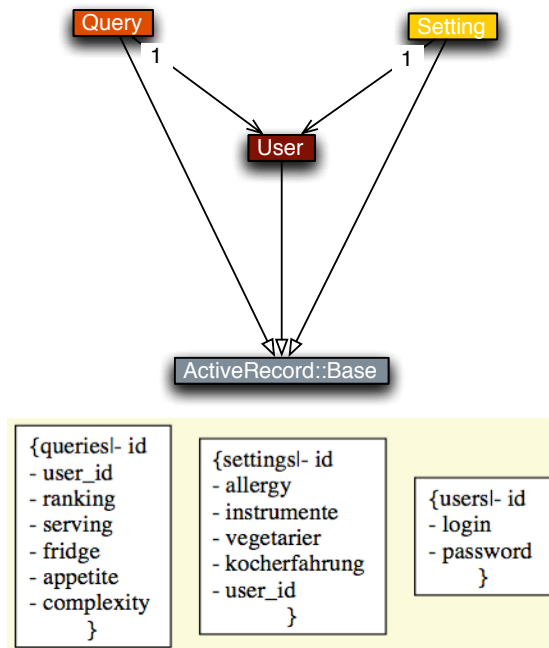 Query
Setting
1
1
User
ActiveRecord::Base
{queries|- id
- user_id
- ranking
- serving
- fridge
- appetite
- complexity
}
{settings|- id
- allergy
- instrumente
- vegetarier
- kocherfahrung
- user_id
}
{users|- id
- login
- password
}